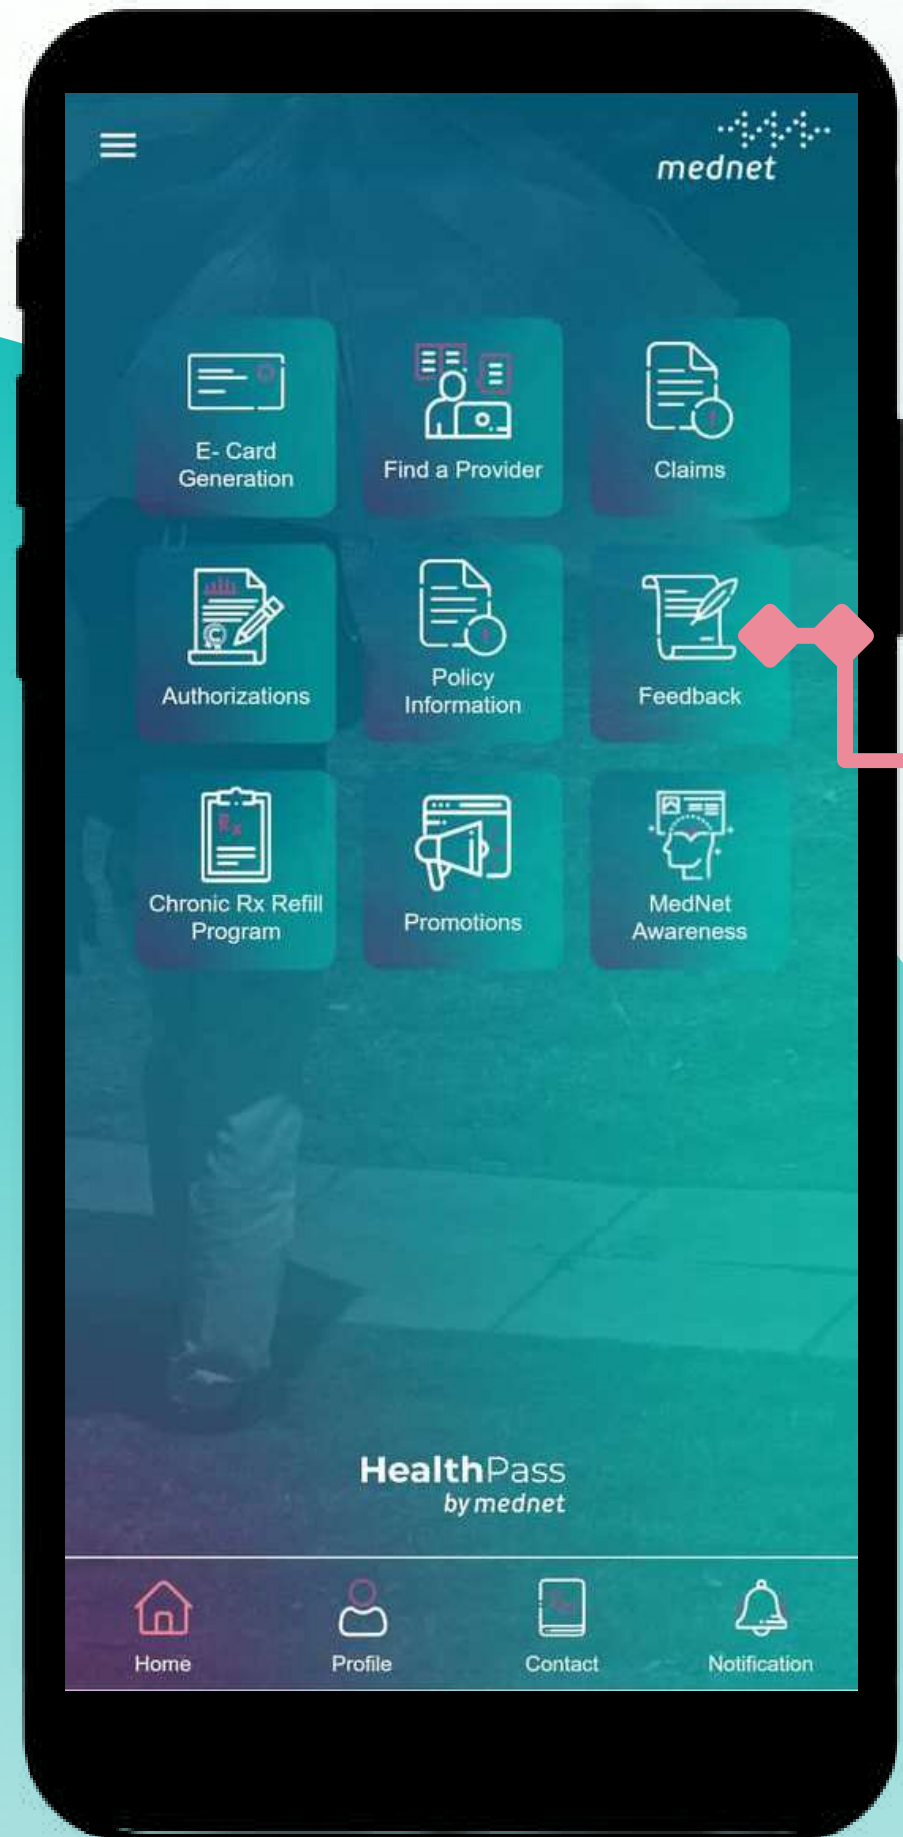 mednet
E- Card
Generation
Find a Provider
Claims
Authorizations
Policy
Information
Feedback
Chronic Rx Refill
Program
Promotions
MedNet
Awareness
HealthPass
by mednet
Home
Profile
Contact
Notification